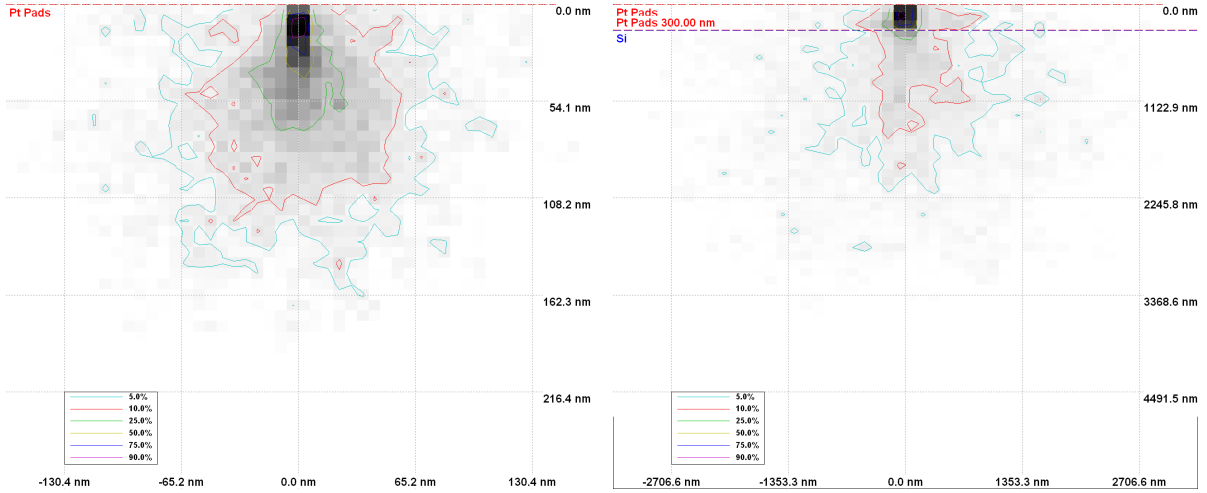 Pt Pads
0.0 nm
54.1 nm
108.2 nm
162.3 nm
216.4 nm
5.0%
10.0%
25.0%
50.0%
75.0%
90.0%
-130.4 nm
-65.2 nm
0.0 nm
65.2 nm
130.4 nm
Pt Pads
Pt Pads 300.00 nm
Si
0.0 nm
1122.9 nm
2245.8 nm
3368.6 nm
4491.5 nm
5.0%
10.0%
25.0%
50.0%
75.0%
90.0%
-2706.6 nm
-1353.3 nm
0.0 nm
1353.3 nm
2706.6 nm